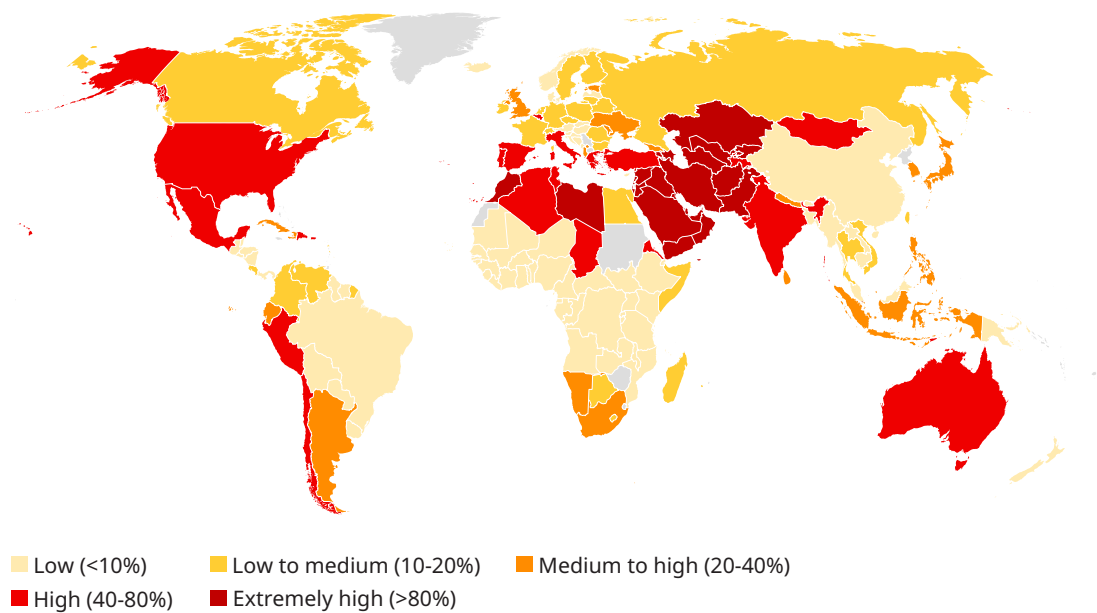 Low (<10%) Low to medium (10-20%) Medium to high (20-40%)
High (40-80%) Extremely high (>80%)